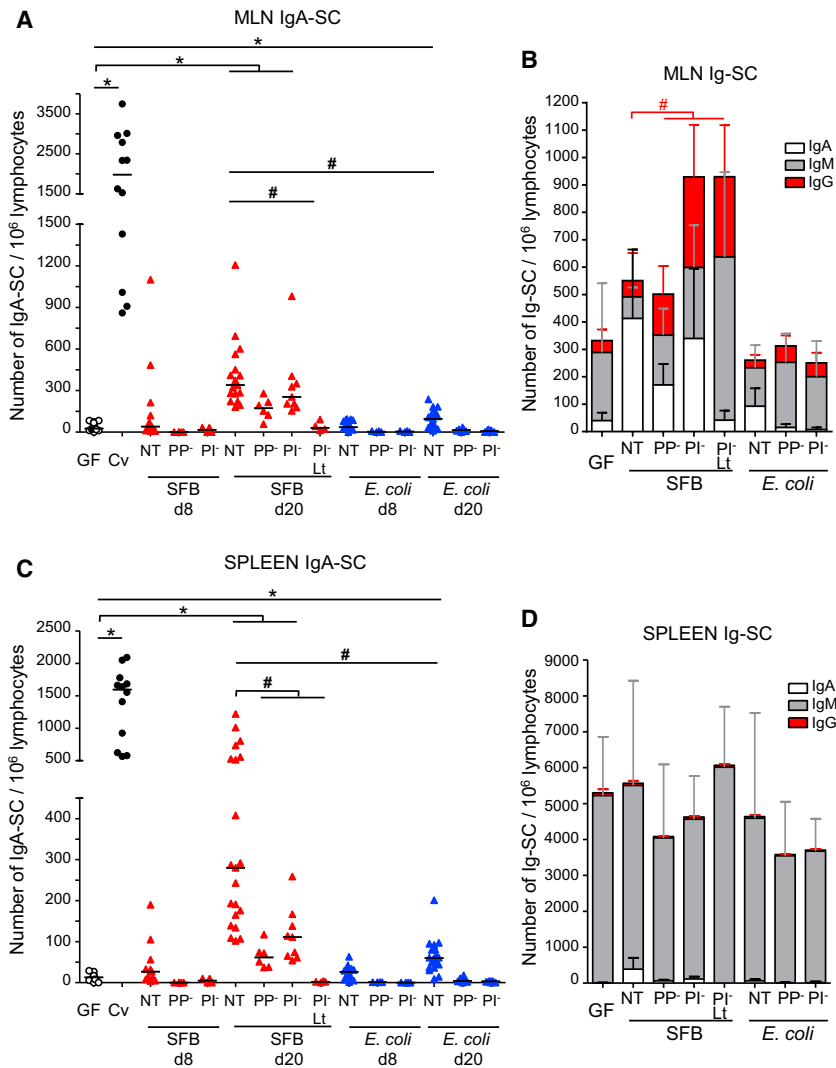 A
MLN IgA-SC
Number of IgA-SC / 10⁶ lymphocytes
*
*
*
#
#
3500
2500
1500
1500
1200
900
600
300
0
GF Cv NT PP⁻ PI⁻ NT PP⁻ PI⁻ PI⁻ NT PP⁻ PI⁻ NT PP⁻ PI⁻
Lt
SFB SFB E. coli E. coli
d8 d20 d8 d20
B
MLN Ig-SC
Number of Ig-SC / 10⁶ lymphocytes
#
IgA
IgM
IgG
1200
1100
1000
900
800
700
600
500
400
300
200
100
0
GF NT PP⁻ PI⁻ PI⁻ NT PP⁻ PI⁻
Lt
SFB E. coli
C
SPLEEN IgA-SC
Number of IgA-SC / 10⁶ lymphocytes
*
*
*
#
#
2500
2000
1500
1000
500
400
300
200
100
0
GF Cv NT PP⁻ PI⁻ NT PP⁻ PI⁻ PI⁻ NT PP⁻ PI⁻ NT PP⁻ PI⁻
Lt
SFB SFB E. coli E. coli
d8 d20 d8 d20
D
SPLEEN Ig-SC
Number of Ig-SC / 10⁶ lymphocytes
IgA
IgM
IgG
9000
8000
7000
6000
5000
4000
3000
2000
1000
0
GF NT PP⁻ PI⁻ PI⁻ NT PP⁻ PI⁻
Lt
SFB E. coli